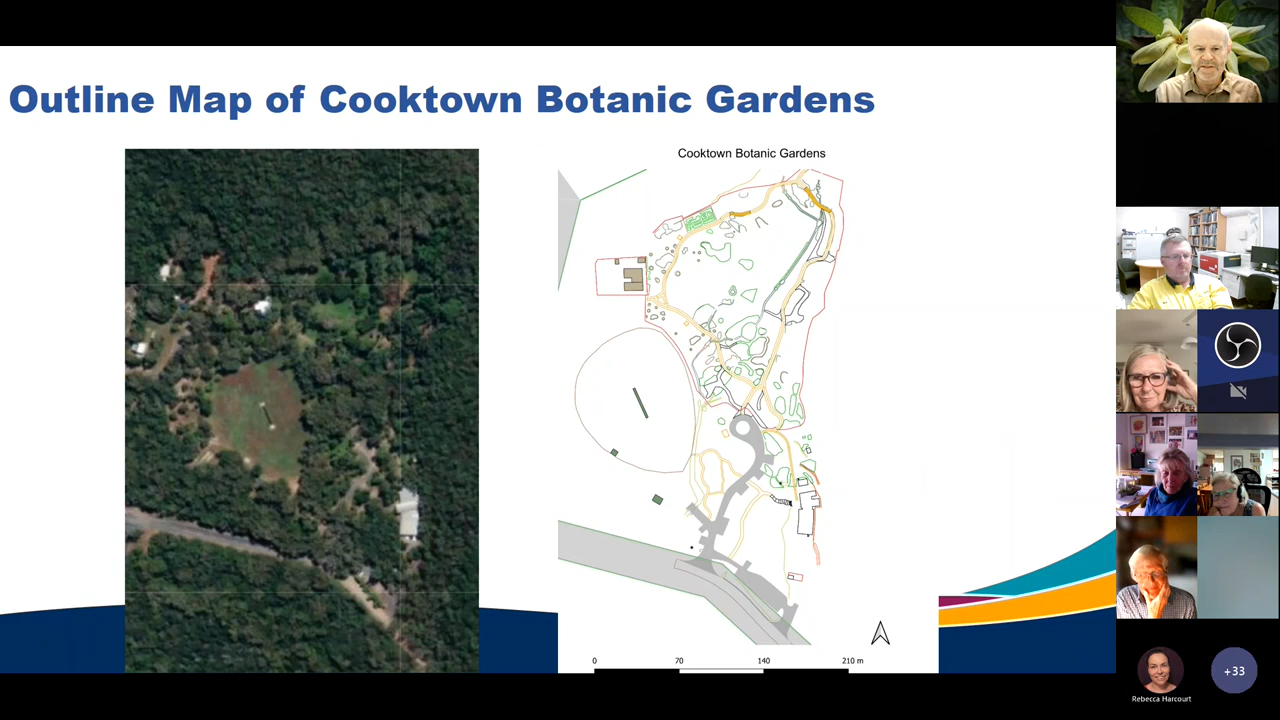 Outline Map of Cooktown Botanic Gardens
Cooktown Botanic Gardens
0 70 140 210 m
Rebecca Harcourt
+33